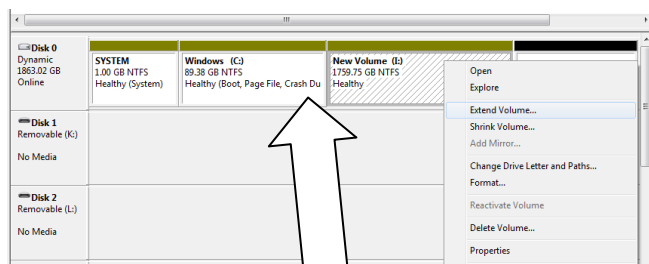 Disk 0
Dynamic
1863.02 GB
Online
SYSTEM
1.00 GB NTFS
Healthy (System)
Windows (C:)
89.38 GB NTFS
Healthy (Boot, Page File, Crash Du
New Volume (I:)
1759.75 GB NTFS
Healthy
Open
Explore
Extend Volume...
Shrink Volume...
Add Mirror...
Change Drive Letter and Paths...
Format...
Reactivate Volume
Delete Volume...
Properties
Disk 1
Removable (K:)
No Media
Disk 2
Removable (L:)
No Media